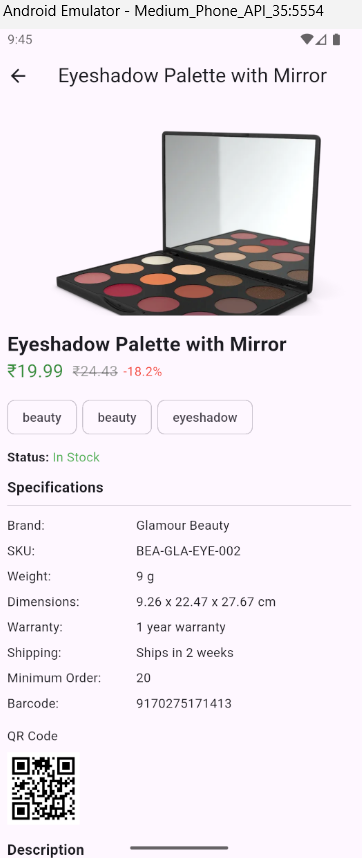 Android Emulator - Medium_Phone_API_35:5554
9:45
Eyeshadow Palette with Mirror
Eyeshadow Palette with Mirror
₹19.99 ₹24.43 -18.2%
beauty beauty eyeshadow
Status: In Stock
Specifications
Brand: Glamour Beauty
SKU: BEA-GLA-EYE-002
Weight: 9 g
Dimensions: 9.26 x 22.47 x 27.67 cm
Warranty: 1 year warranty
Shipping: Ships in 2 weeks
Minimum Order: 20
Barcode: 9170275171413
QR Code
Description